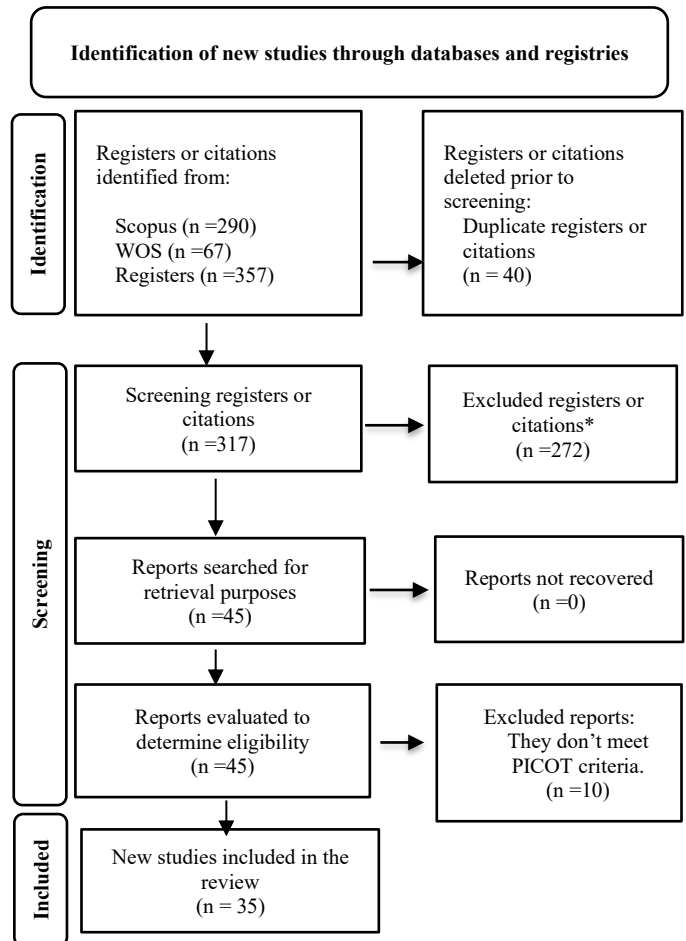 Identification of new studies through databases and registries
Identification
Registers or citations
identified from:
Scopus (n =290)
WOS (n =67)
Registers (n =357)
Registers or citations
deleted prior to
screening:
Duplicate registers or
citations
(n = 40)
Screening
Screening registers or
citations
(n =317)
Excluded registers or
citations*
(n =272)
Reports searched for
retrieval purposes
(n =45)
Reports not recovered
(n =0)
Reports evaluated to
determine eligibility
(n =45)
Excluded reports:
They don’t meet
PICOT criteria.
(n =10)
Included
New studies included in the
review
(n = 35)